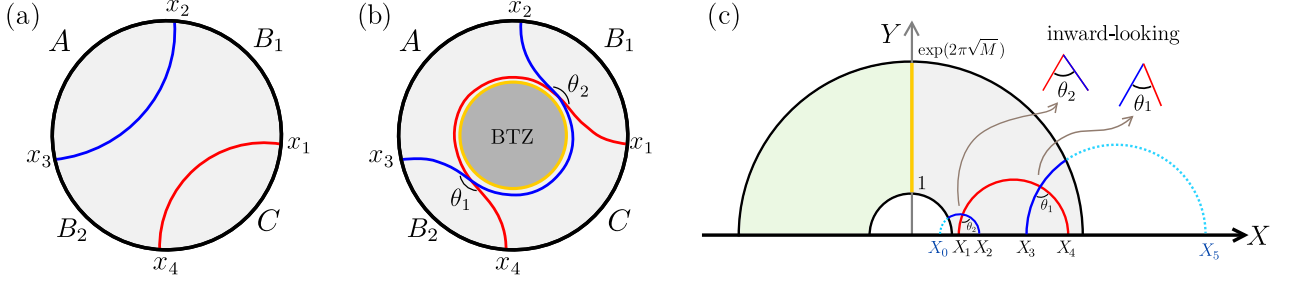 (a)
x₂
A
B₁
x₃
x₁
B₂
C
x₄
(b)
x₂
A
B₁
θ₂
BTZ
x₃
x₁
θ₁
B₂
C
x₄
(c)
Y
exp(2π√M)
inward-looking
θ₂
θ₁
1
θ₂
θ₁
X
X₀
X₁
X₂
X₃
X₄
X₅